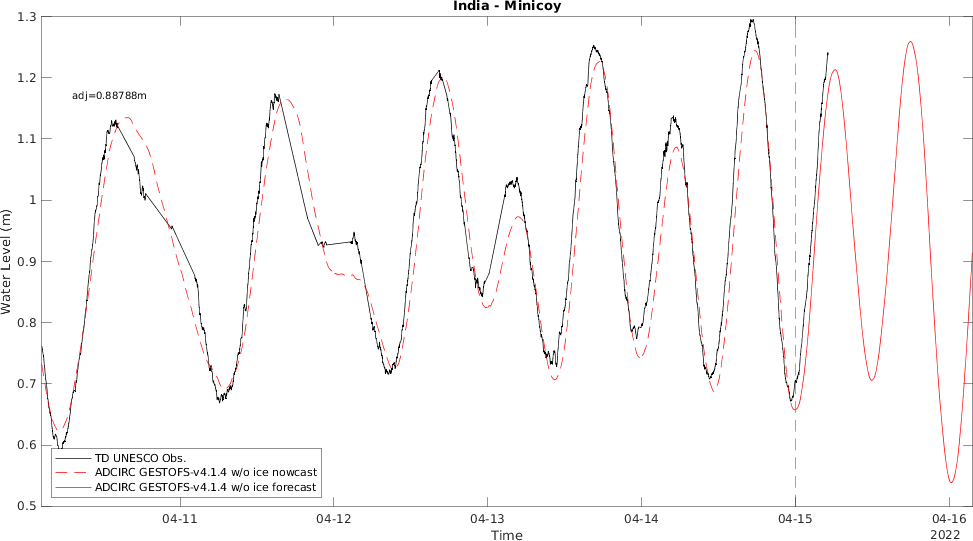 India - Minicoy
1.3
1.2
1.1
1
0.9
0.8
0.7
0.6
0.5
Water Level (m)
adj=0.88788m
TD UNESCO Obs.
ADCIRC GESTOFS-v4.1.4 w/o ice nowcast
ADCIRC GESTOFS-v4.1.4 w/o ice forecast
04-11
04-12
04-13
04-14
04-15
04-16
Time
2022